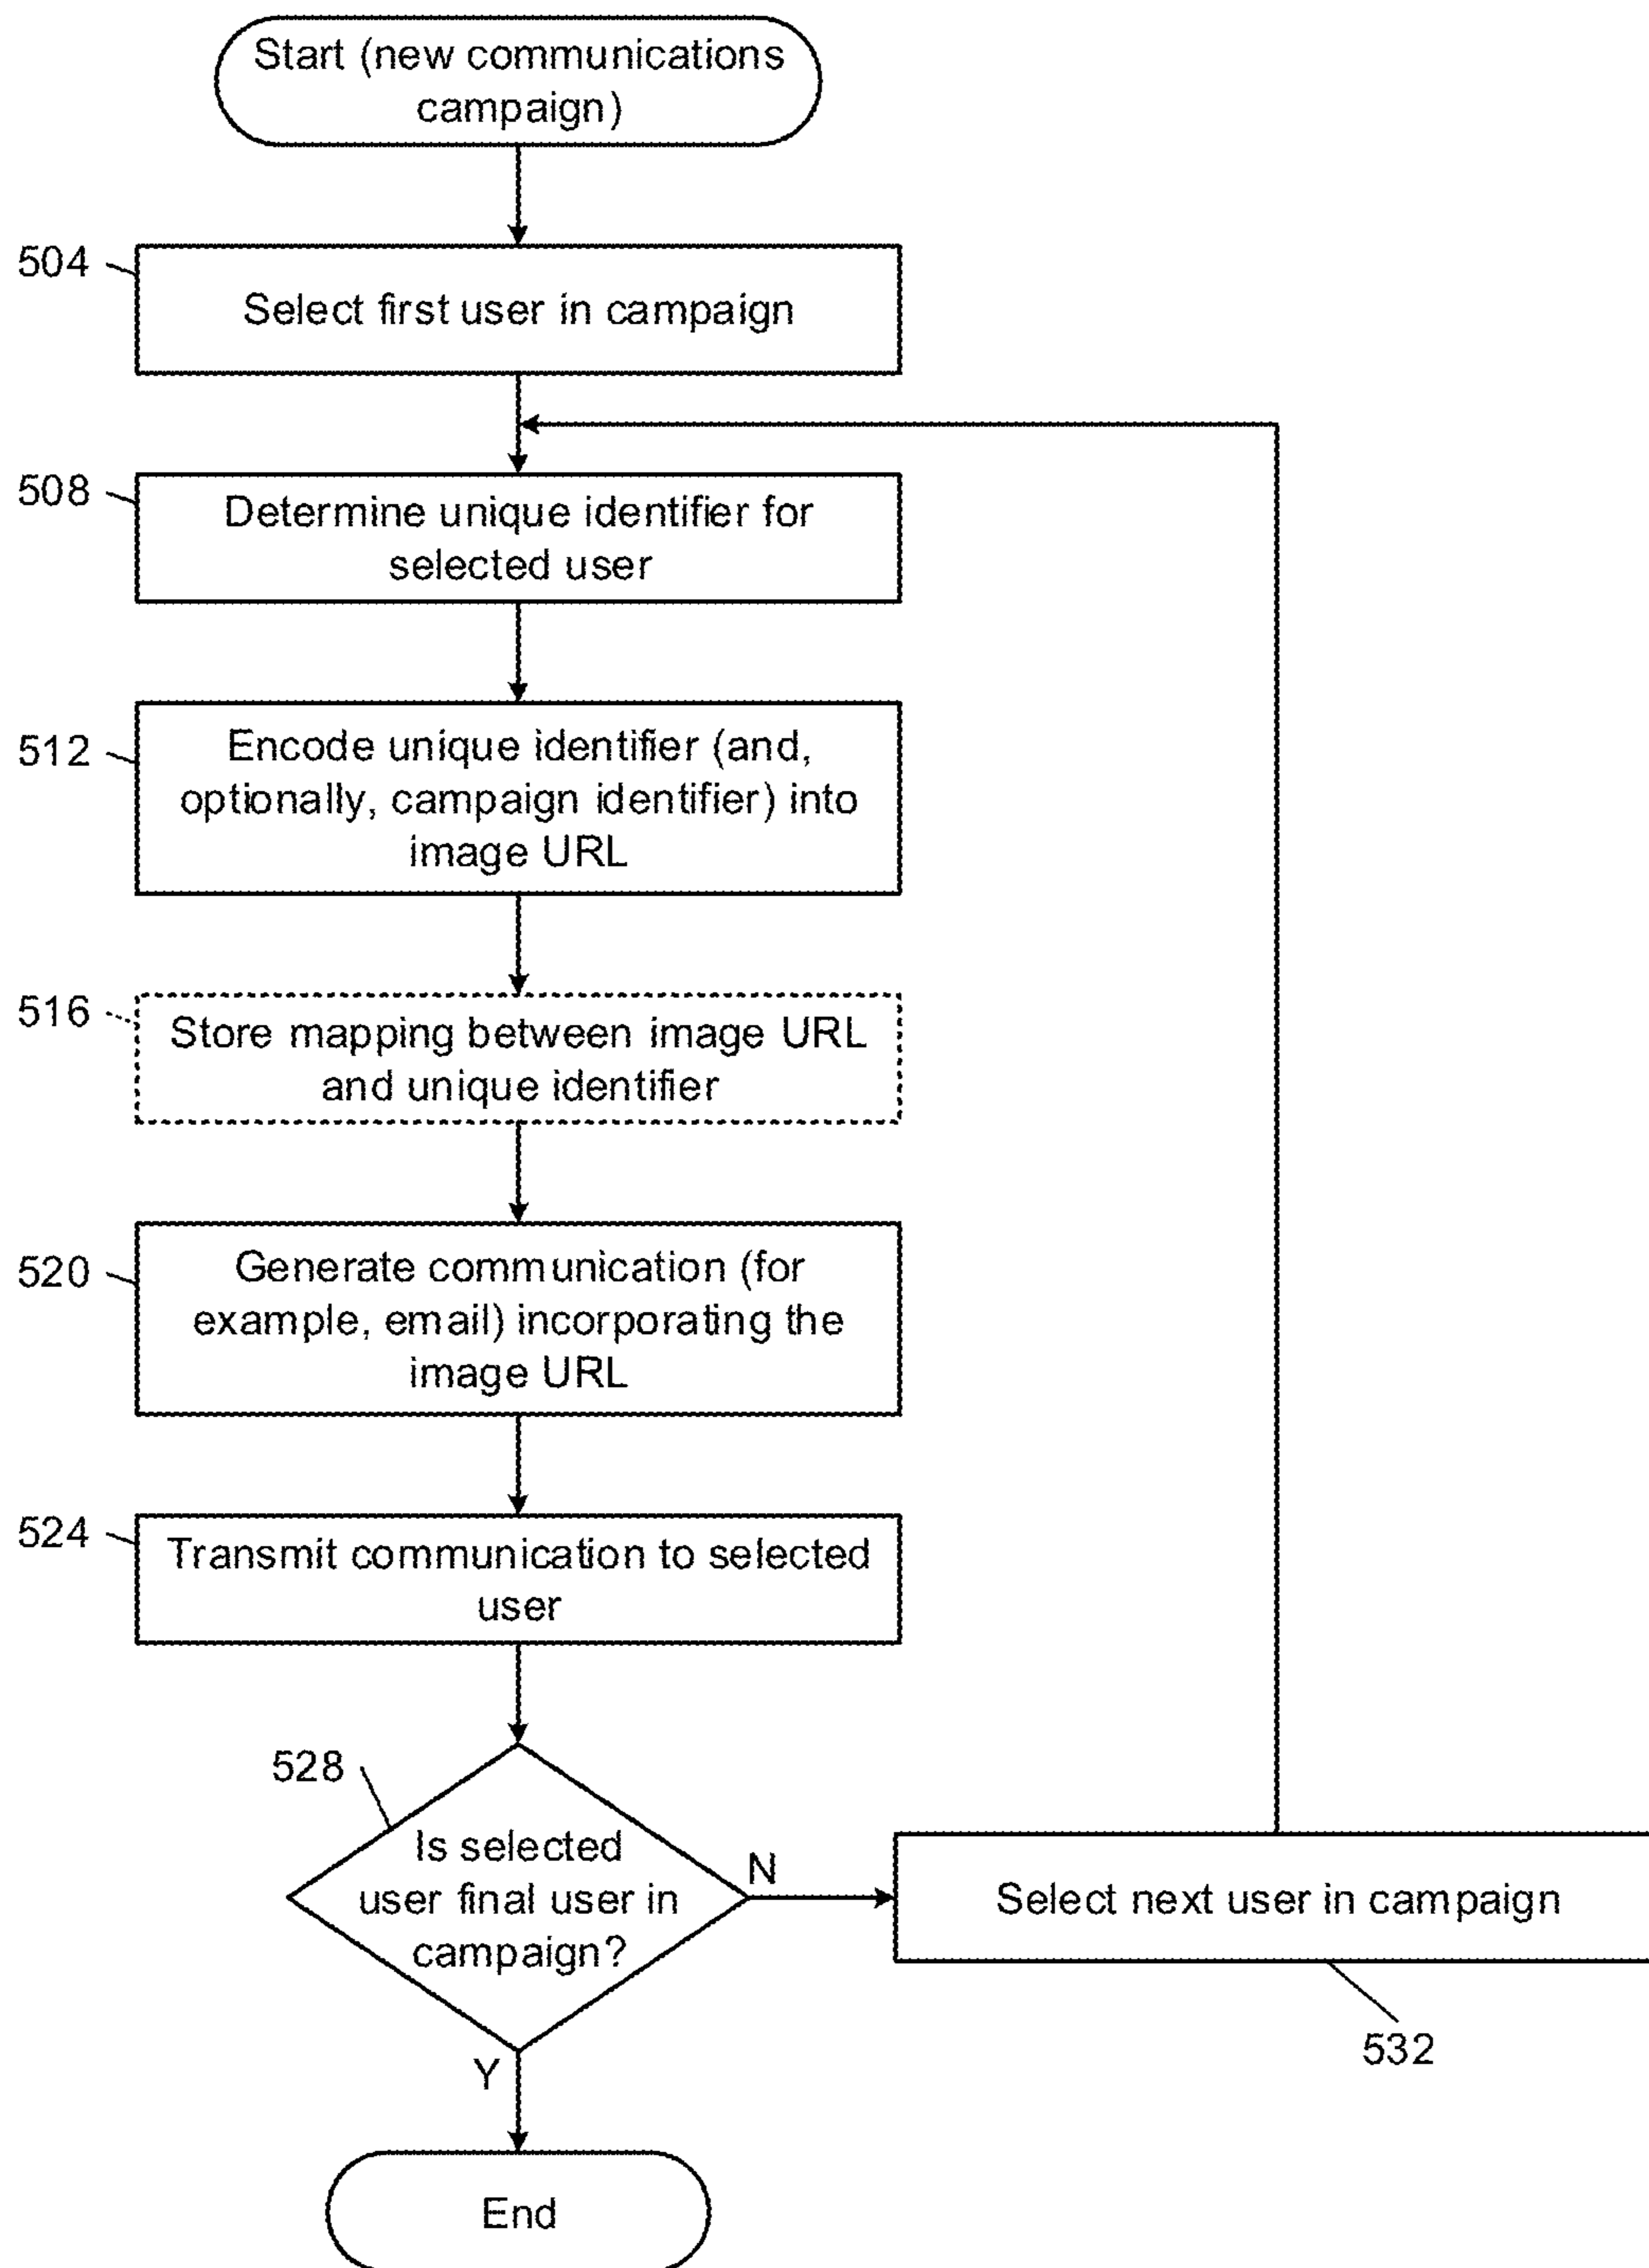 Start (new communications
campaign)
504
Select first user in campaign
508
Determine unique identifier for
selected user
512
Encode unique identifier (and,
optionally, campaign identifier) into
image URL
516
Store mapping between image URL
and unique identifier
520
Generate communication (for
example, email) incorporating the
image URL
524
Transmit communication to selected
user
528
Is selected
user final user in
campaign?
N
Select next user in campaign
532
Y
End